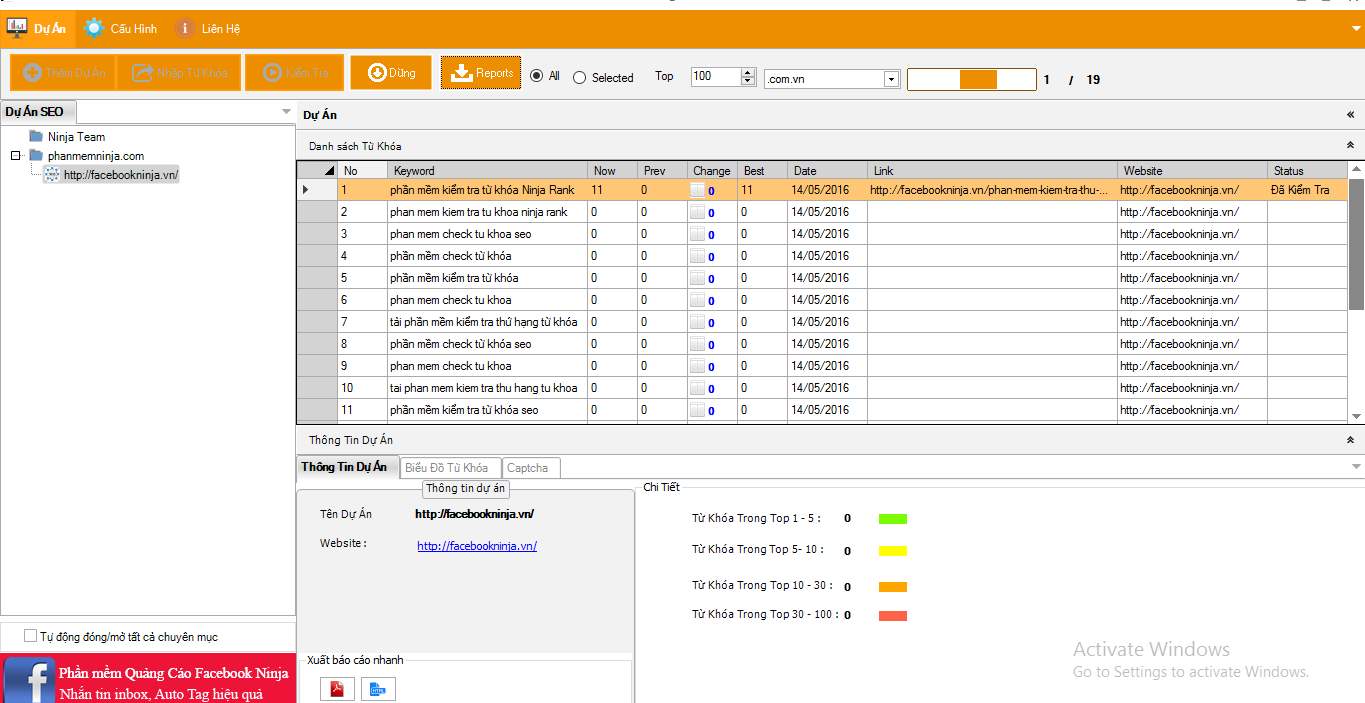 Dự Án Cấu Hình Liên Hệ
Thêm Dự Án Nhập Từ Khóa Kiểm Tra Dừng Reports All Selected Top 100 .com.vn 1 / 19
Dự Án SEO
Ninja Team
phanmemninja.com
http://facebookninja.vn/
Tự động đóng/mở tất cả chuyên mục
Phần mềm Quảng Cáo Facebook Ninja
Nhắn tin inbox, Auto Tag hiệu quả
Dự Án
Danh sách Từ Khóa
No Keyword Now Prev Change Best Date Link Website Status
1 phần mềm kiểm tra từ khóa Ninja Rank 11 0 0 11 14/05/2016 http://facebookninja.vn/phan-mem-kiem-tra-thu-... http://facebookninja.vn/ Đã Kiểm Tra
2 phan mem kiem tra tu khoa ninja rank 0 0 0 0 14/05/2016 http://facebookninja.vn/
3 phan mem check tu khoa seo 0 0 0 0 14/05/2016 http://facebookninja.vn/
4 phần mềm check từ khóa 0 0 0 0 14/05/2016 http://facebookninja.vn/
5 phần mềm kiểm tra từ khóa 0 0 0 0 14/05/2016 http://facebookninja.vn/
6 phan mem check tu khoa 0 0 0 0 14/05/2016 http://facebookninja.vn/
7 tải phần mềm kiểm tra thứ hạng từ khóa 0 0 0 0 14/05/2016 http://facebookninja.vn/
8 phần mềm check từ khóa seo 0 0 0 0 14/05/2016 http://facebookninja.vn/
9 phan mem check tu khoa 0 0 0 0 14/05/2016 http://facebookninja.vn/
10 tai phan mem kiem tra thu hang tu khoa 0 0 0 0 14/05/2016 http://facebookninja.vn/
11 phần mềm kiểm tra từ khóa seo 0 0 0 0 14/05/2016 http://facebookninja.vn/
Thông Tin Dự Án
Thông Tin Dự Án Biểu Đồ Từ Khóa Captcha
Thông tin dự án
Tên Dự Án http://facebookninja.vn/
Website : http://facebookninja.vn/
Xuất báo cáo nhanh
Chi Tiết
Từ Khóa Trong Top 1 - 5 : 0
Từ Khóa Trong Top 5- 10 : 0
Từ Khóa Trong Top 10 - 30 : 0
Từ Khóa Trong Top 30 - 100 : 0
Activate Windows
Go to Settings to activate Windows.